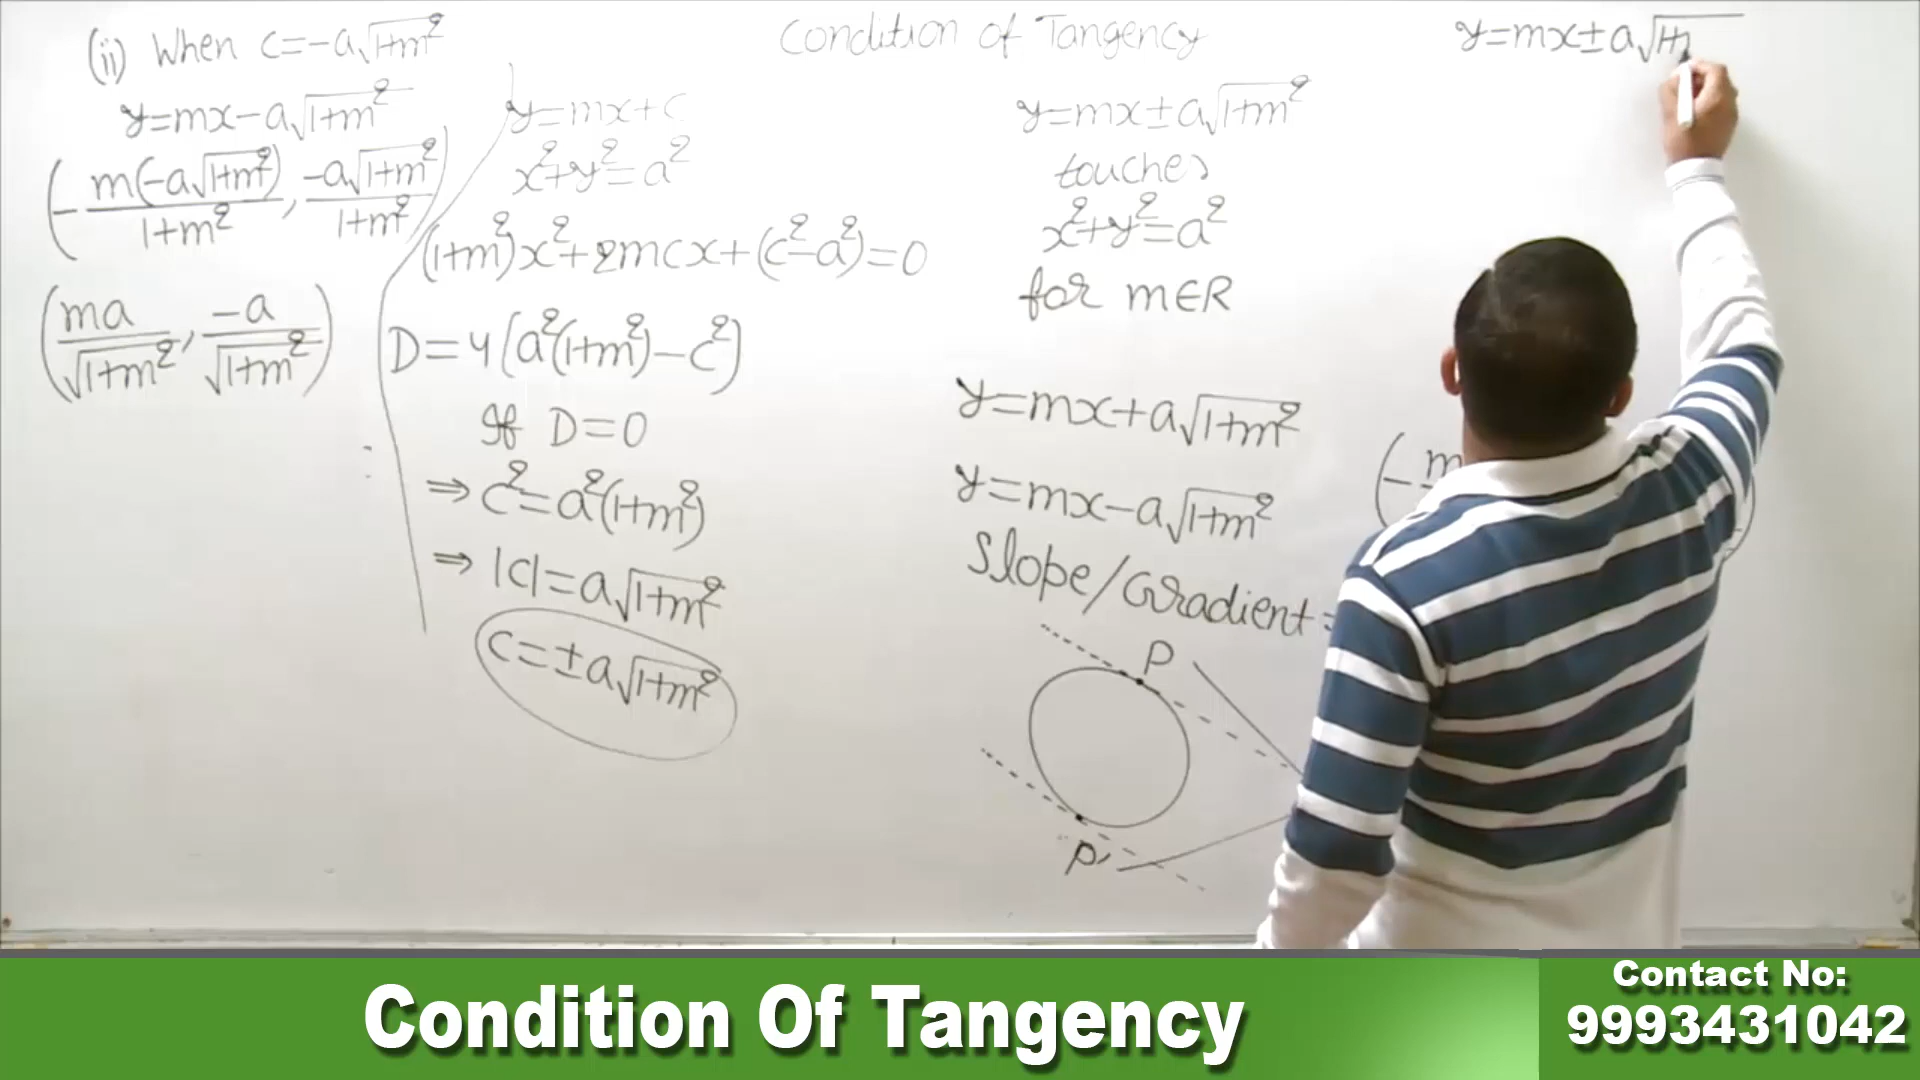 (ii) When c=-a√1+m²
y=mx-a√1+m²
(-m(-a√1+m²)/1+m², -a√1+m²/1+m²)
(ma/√1+m², -a/√1+m²)
y=mx+c
x²+y²=a²
(1+m²)x²+2mcx+(c²-a²)=0
D=4(a²(1+m²)-c²)
If D=0
⇒ c²=a²(1+m²)
⇒ |c|=a√1+m²
c=±a√1+m²
Condition of Tangency
y=mx±a√1+m²
touches
x²+y²=a²
for m∈R
y=mx+a√1+m²
y=mx-a√1+m²
Slope/Gradient =
P
P'
y=mx±a√1+m
(-m
Condition Of Tangency
Contact No:
9993431042